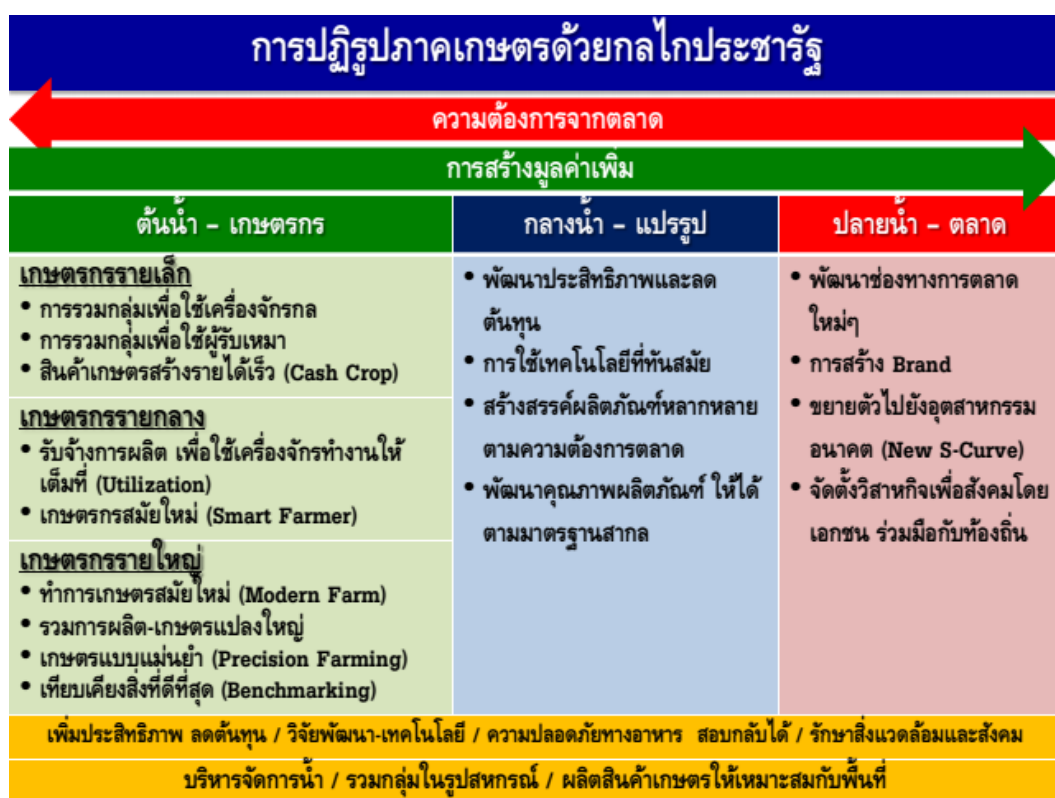 การปฏิรูปภาคเกษตรด้วยกลไกประชารัฐ
ความต้องการจากตลาด
การสร้างมูลค่าเพิ่ม
ต้นน้ำ – เกษตรกร
เกษตรกรรายเล็ก
• การรวมกลุ่มเพื่อใช้เครื่องจักรกล
• การรวมกลุ่มเพื่อใช้ผู้รับเหมา
• สินค้าเกษตรสร้างรายได้เร็ว (Cash Crop)
เกษตรกรรายกลาง
• รับจ้างการผลิต เพื่อใช้เครื่องจักรทำงานให้
เต็มที่ (Utilization)
• เกษตรกรสมัยใหม่ (Smart Farmer)
เกษตรกรรายใหญ่
• ทำการเกษตรสมัยใหม่ (Modern Farm)
• รวมการผลิต-เกษตรแปลงใหญ่
• เกษตรแบบแม่นยำ (Precision Farming)
• เทียบเคียงสิ่งที่ดีที่สุด (Benchmarking)
กลางน้ำ – แปรรูป
• พัฒนาประสิทธิภาพและลด
ต้นทุน
• การใช้เทคโนโลยีที่ทันสมัย
• สร้างสรรค์ผลิตภัณฑ์หลากหลาย
ตามความต้องการตลาด
• พัฒนาคุณภาพผลิตภัณฑ์ ให้ได้
ตามมาตรฐานสากล
ปลายน้ำ – ตลาด
• พัฒนาช่องทางการตลาด
ใหม่ๆ
• การสร้าง Brand
• ขยายตัวไปยังอุตสาหกรรม
อนาคต (New S-Curve)
• จัดตั้งวิสาหกิจเพื่อสังคมโดย
เอกชน ร่วมมือกับท้องถิ่น
เพิ่มประสิทธิภาพ ลดต้นทุน / วิจัยพัฒนา-เทคโนโลยี / ความปลอดภัยทางอาหาร สอบกลับได้ / รักษาสิ่งแวดล้อมและสังคม
บริหารจัดการน้ำ / รวมกลุ่มในรูปสหกรณ์ / ผลิตสินค้าเกษตรให้เหมาะสมกับพื้นที่